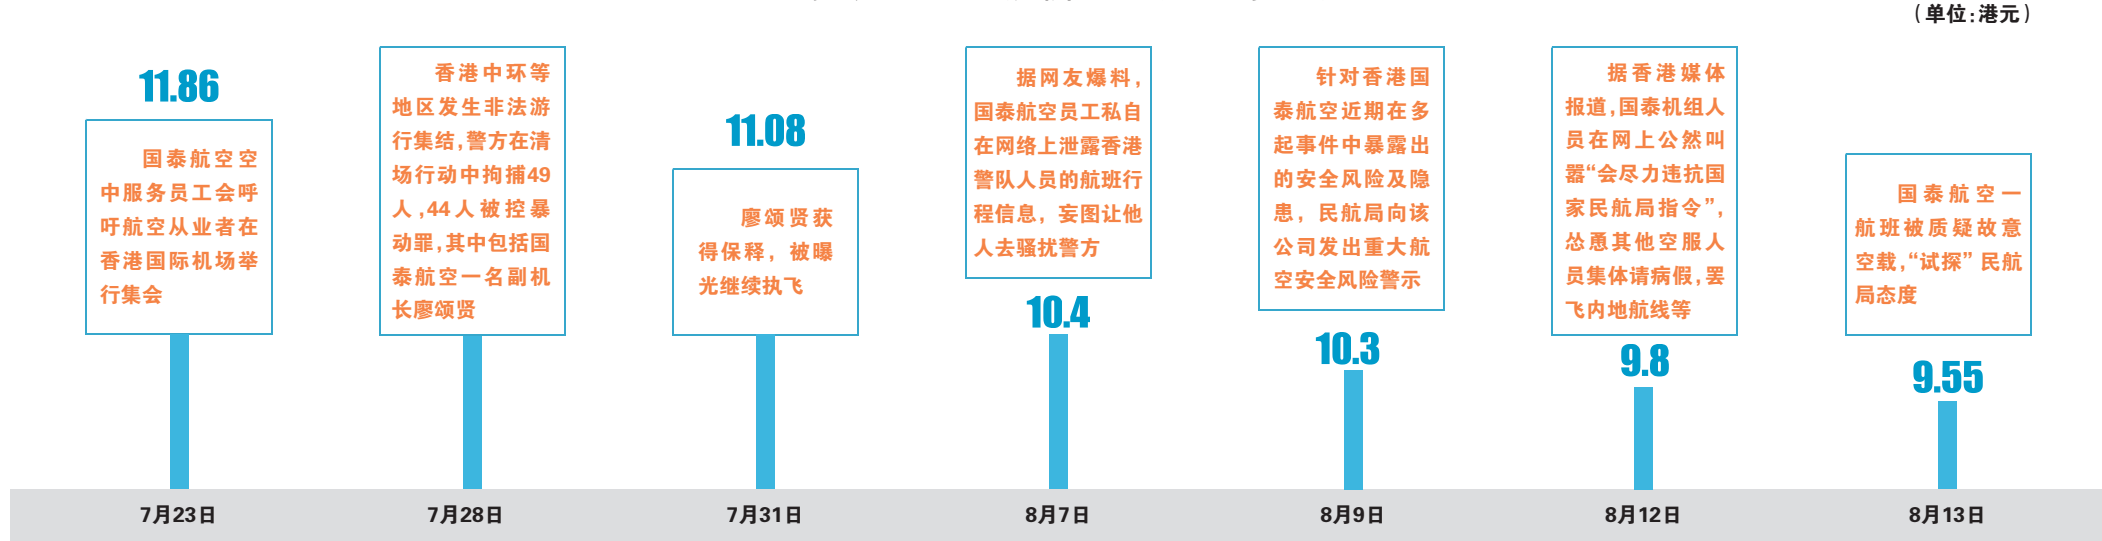 （单位:港元）
11.86
国泰航空空
中服务员工会呼
吁航空从业者在
香港国际机场举
行集会
7月23日
香港中环等
地区发生非法游
行集结,警方在清
场行动中拘捕49
人,44人被控暴
动罪,其中包括国
泰航空一名副机
长廖颂贤
7月28日
11.08
廖颂贤获
得保释，被曝
光继续执飞
7月31日
据网友爆料,
国泰航空员工私自
在网络上泄露香港
警队人员的航班行
程信息，妄图让他
人去骚扰警方
10.4
8月7日
针对香港国
泰航空近期在多
起事件中暴露出
的安全风险及隐
患，民航局向该
公司发出重大航
空安全风险警示
10.3
8月9日
据香港媒体
报道,国泰机组人
员在网上公然叫
嚣“会尽力违抗国
家民航局指令”,
怂恿其他空服人
员集体请病假,罢
飞内地航线等
9.8
8月12日
国泰航空一
航班被质疑故意
空载,“试探”民航
局态度
9.55
8月13日